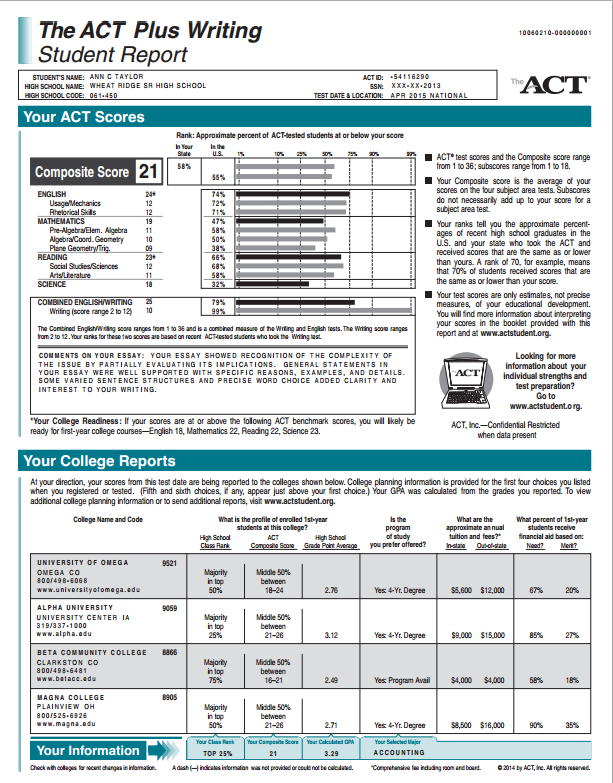 The ACT Plus Writing
Student Report
10060210-000000001
STUDENT'S NAME: ANN C TAYLOR
HIGH SCHOOL NAME: WHEAT RIDGE SR HIGH SCHOOL
HIGH SCHOOL CODE: 061-450
ACT ID: -54116290
SSN: XXX-XX-2013
TEST DATE & LOCATION: APR 2015 NATIONAL
The ACT®
Your ACT Scores
Rank: Approximate percent of ACT-tested students at or below your score
In Your State In the U.S. 1% 10% 25% 50% 75% 90% 99%
Composite Score 21 58% 55%
ENGLISH 24* 74%
Usage/Mechanics 12 72%
Rhetorical Skills 12 71%
MATHEMATICS 19 47%
Pre-Algebra/Elem. Algebra 11 58%
Algebra/Coord. Geometry 10 50%
Plane Geometry/Trig. 09 38%
READING 23* 66%
Social Studies/Sciences 12 68%
Arts/Literature 11 58%
SCIENCE 18 32%
COMBINED ENGLISH/WRITING 25 79%
Writing (score range 2 to 12) 10 99%
The Combined English/Writing score ranges from 1 to 36 and is a combined measure of the Writing and English tests. The Writing score ranges
from 2 to 12. Your ranks for these two scores are based on recent ACT-tested students who took the Writing test.
COMMENTS ON YOUR ESSAY: YOUR ESSAY SHOWED RECOGNITION OF THE COMPLEXITY OF
THE ISSUE BY PARTIALLY EVALUATING ITS IMPLICATIONS. GENERAL STATEMENTS IN
YOUR ESSAY WERE WELL SUPPORTED WITH SPECIFIC REASONS, EXAMPLES, AND DETAILS.
SOME VARIED SENTENCE STRUCTURES AND PRECISE WORD CHOICE ADDED CLARITY AND
INTEREST TO YOUR WRITING.
*Your College Readiness: If your scores are at or above the following ACT benchmark scores, you will likely be
ready for first-year college courses—English 18, Mathematics 22, Reading 22, Science 23.
ACT® test scores and the Composite score range
from 1 to 36; subscores range from 1 to 18.
Your Composite score is the average of your
scores on the four subject area tests. Subscores
do not necessarily add up to your score for a
subject area test.
Your ranks tell you the approximate percent-
ages of recent high school graduates in the
U.S. and your state who took the ACT and
received scores that are the same as or lower
than yours. A rank of 70, for example, means
that 70% of students received scores that are
the same as or lower than your score.
Your test scores are only estimates, not precise
measures, of your educational development.
You will find more information about interpreting
your scores in the booklet provided with this
report and at www.actstudent.org.
ACT
Looking for more
information about your
individual strengths and
test preparation?
Go to
www.actstudent.org.
ACT, Inc.—Confidential Restricted
when data present
Your College Reports
At your direction, your scores from this test date are being reported to the colleges shown below. College planning information is provided for the first four choices you listed
when you registered or tested. (Fifth and sixth choices, if any, appear just above your first choice.) Your GPA was calculated from the grades you reported. To view
additional college planning information or to send additional reports, visit www.actstudent.org.
College Name and Code
What is the profile of enrolled 1st-year
students at this college?
High School
Class Rank
ACT
Composite Score
High School
Grade Point Average
Is the
program
of study
you prefer offered?
What are the
approximate annual
tuition and fees?*
In-state Out-of-state
What percent of 1st-year
students receive
financial aid based on:
Need? Merit?
UNIVERSITY OF OMEGA 9521
OMEGA CO
800/498-6068
www.universityofomega.edu
Majority
in top
50%
Middle 50%
between
18–24
2.76 Yes: 4-Yr. Degree $5,600 $12,000 67% 20%
ALPHA UNIVERSITY 9059
UNIVERSITY CENTER IA
319/337-1000
www.alpha.edu
Majority
in top
25%
Middle 50%
between
21–26
3.12 Yes: 4-Yr. Degree $9,000 $15,000 85% 27%
BETA COMMUNITY COLLEGE 8866
CLARKSTON CO
800/498-6481
www.betacc.edu
Majority
in top
75%
Middle 50%
between
16–21
2.49 Yes: Program Avail $4,000 $4,000 58% 18%
MAGNA COLLEGE 8905
PLAINVIEW OH
800/525-6926
www.magna.edu
Majority
in top
50%
Middle 50%
between
21–26
2.71 Yes: 4-Yr. Degree $8,500 $16,000 90% 35%
Your Information
Your Class Rank Your Composite Score Your Calculated GPA Your Selected Major
TOP 25% 21 3.29 ACCOUNTING
Check with colleges for recent changes in information. A dash (—) indicates information was not provided or could not be calculated. *Comprehensive fee including room and board. © 2014 by ACT, Inc. All rights reserved.